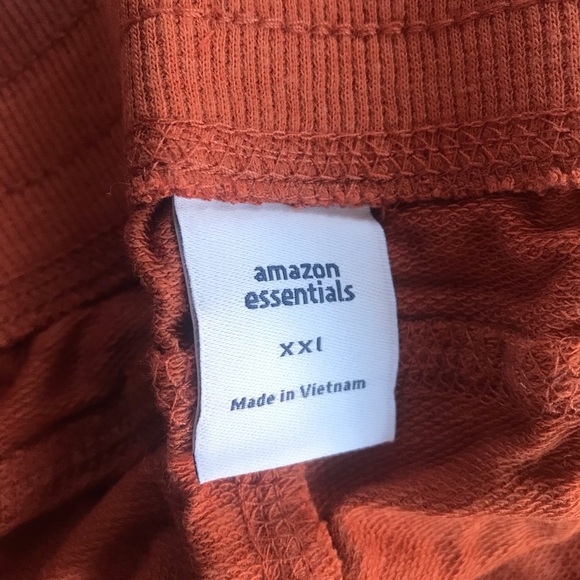 amazon
essentials
XXL
Made in Vietnam